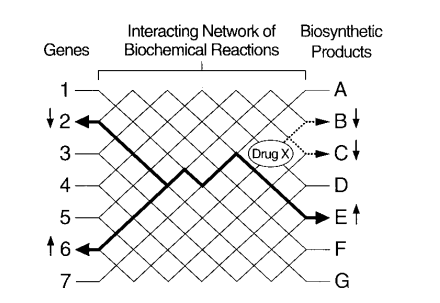 Interacting Network of
Biochemical Reactions
Biosynthetic
Products
Genes
1
2
3
4
5
6
7
Drug X
A
B
C
D
E
F
G